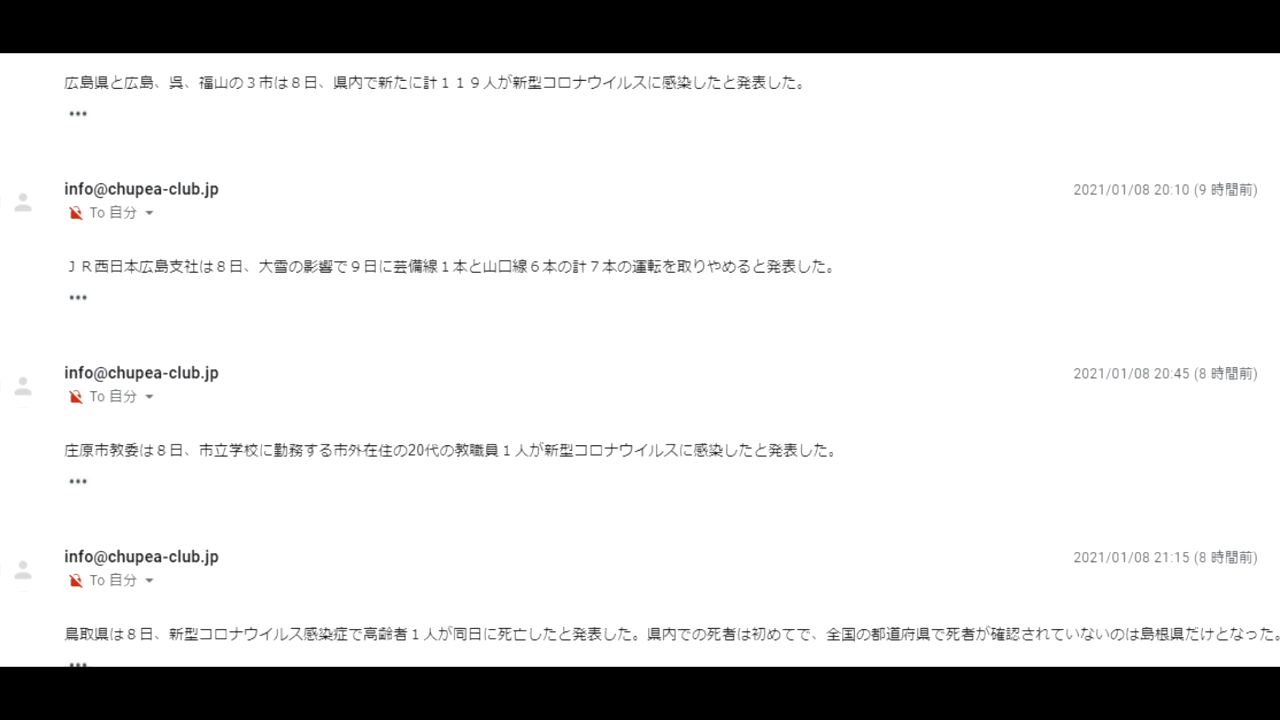 広島県と広島、呉、福山の３市は８日、県内で新たに計１１９人が新型コロナウイルスに感染したと発表した。
info@chupea-club.jp 2021/01/08 20:10 (9 時間前)
To 自分
ＪＲ西日本広島支社は８日、大雪の影響で９日に芸備線１本と山口線６本の計７本の運転を取りやめると発表した。
info@chupea-club.jp 2021/01/08 20:45 (8 時間前)
To 自分
庄原市教委は８日、市立学校に勤務する市外在住の20代の教職員１人が新型コロナウイルスに感染したと発表した。
info@chupea-club.jp 2021/01/08 21:15 (8 時間前)
To 自分
鳥取県は８日、新型コロナウイルス感染症で高齢者１人が同日に死亡したと発表した。県内での死者は初めてで、全国の都道府県で死者が確認されていないのは島根県だけとなった。